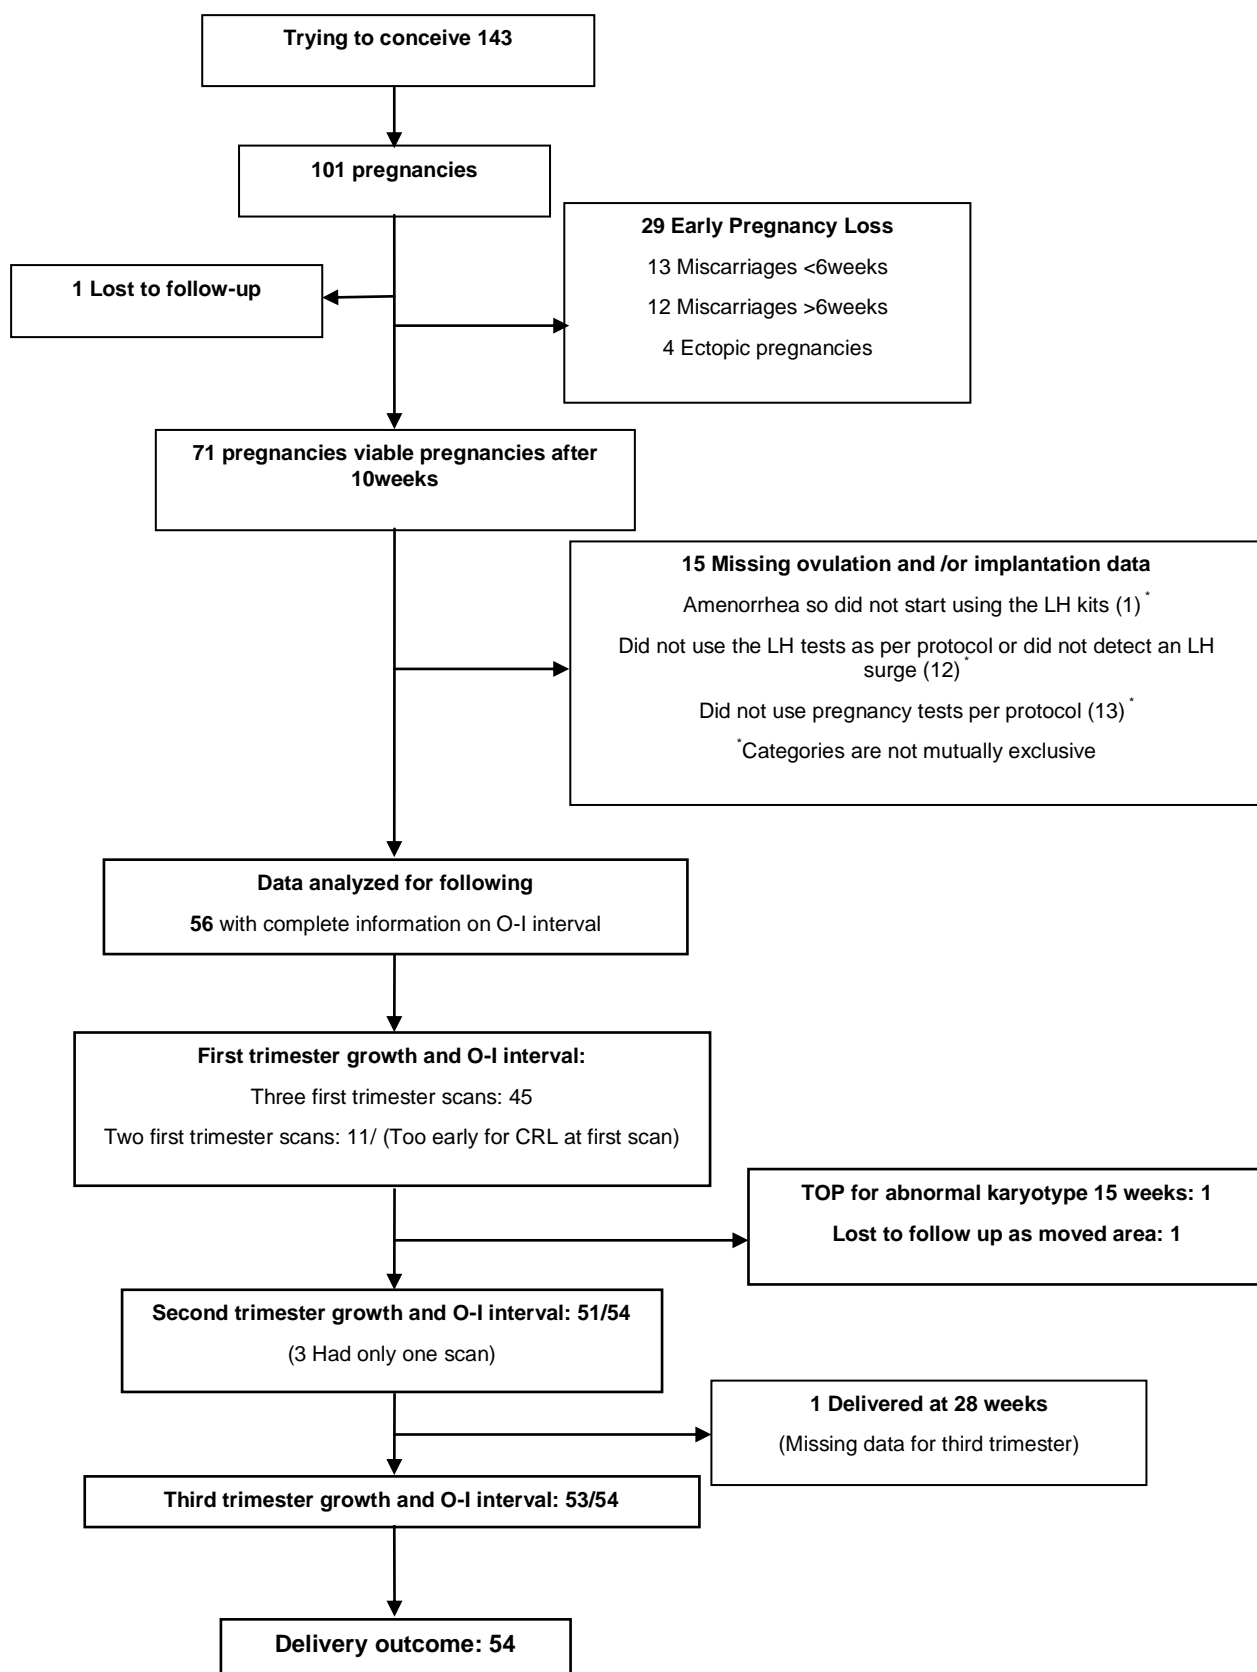 Trying to conceive 143
101 pregnancies
29 Early Pregnancy Loss
13 Miscarriages <6weeks
12 Miscarriages >6weeks
4 Ectopic pregnancies
1 Lost to follow-up
71 pregnancies viable pregnancies after
10weeks
15 Missing ovulation and /or implantation data
Amenorrhea so did not start using the LH kits (1) *
Did not use the LH tests as per protocol or did not detect an LH
surge (12) *
Did not use pregnancy tests per protocol (13) *
*Categories are not mutually exclusive
Data analyzed for following
56 with complete information on O-I interval
First trimester growth and O-I interval:
Three first trimester scans: 45
Two first trimester scans: 11/ (Too early for CRL at first scan)
TOP for abnormal karyotype 15 weeks: 1
Lost to follow up as moved area: 1
Second trimester growth and O-I interval: 51/54
(3 Had only one scan)
1 Delivered at 28 weeks
(Missing data for third trimester)
Third trimester growth and O-I interval: 53/54
Delivery outcome: 54